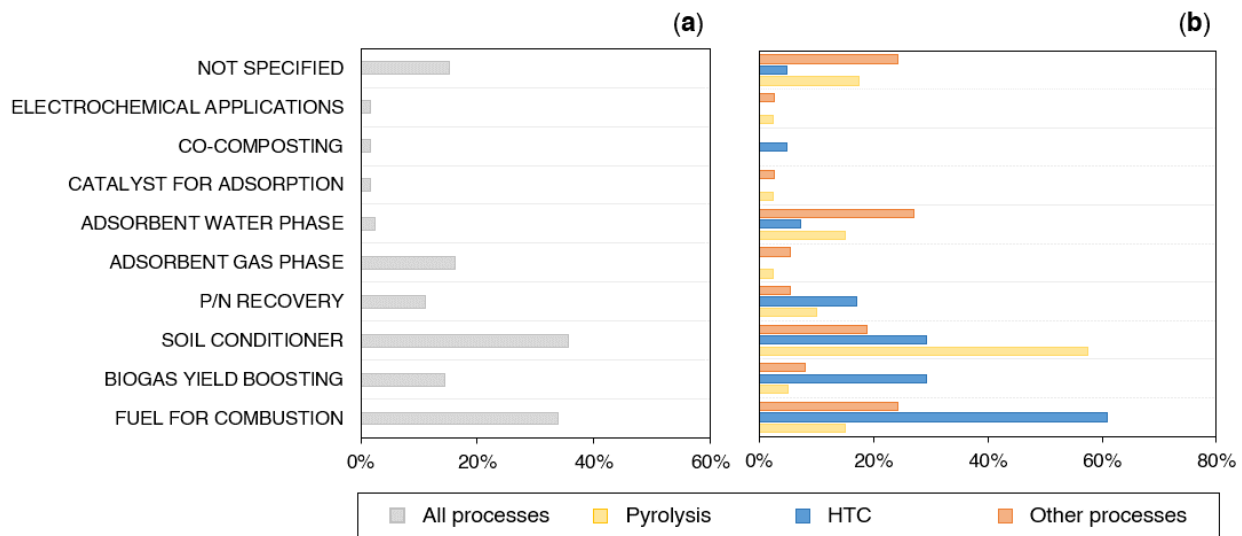 (a)
(b)
NOT SPECIFIED
ELECTROCHEMICAL APPLICATIONS
CO-COMPOSTING
CATALYST FOR ADSORPTION
ADSORBENT WATER PHASE
ADSORBENT GAS PHASE
P/N RECOVERY
SOIL CONDITIONER
BIOGAS YIELD BOOSTING
FUEL FOR COMBUSTION
0% 20% 40% 60%
0% 20% 40% 60% 80%
All processes Pyrolysis HTC Other processes